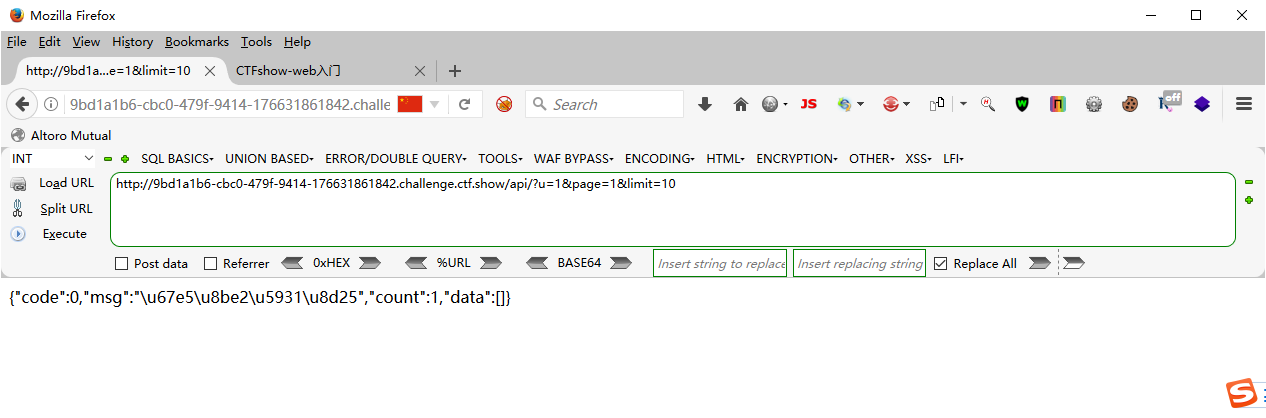 Mozilla Firefox
File Edit View History Bookmarks Tools Help
http://9bd1a...e=1&limit=10 CTFshow-web入门
9bd1a1b6-cbc0-479f-9414-176631861842.challe Search JS off
Altoro Mutual
INT SQL BASICS UNION BASED ERROR/DOUBLE QUERY TOOLS WAF BYPASS ENCODING HTML ENCRYPTION OTHER XSS LFI
Load URL http://9bd1a1b6-cbc0-479f-9414-176631861842.challenge.ctf.show/api/?u=1&page=1&limit=10
Split URL
Execute
Post data Referrer 0xHEX %URL BASE64 Insert string to replace Insert replacing string Replace All
{"code":0,"msg":"\u67e5\u8be2\u5931\u8d25","count":1,"data":[]}